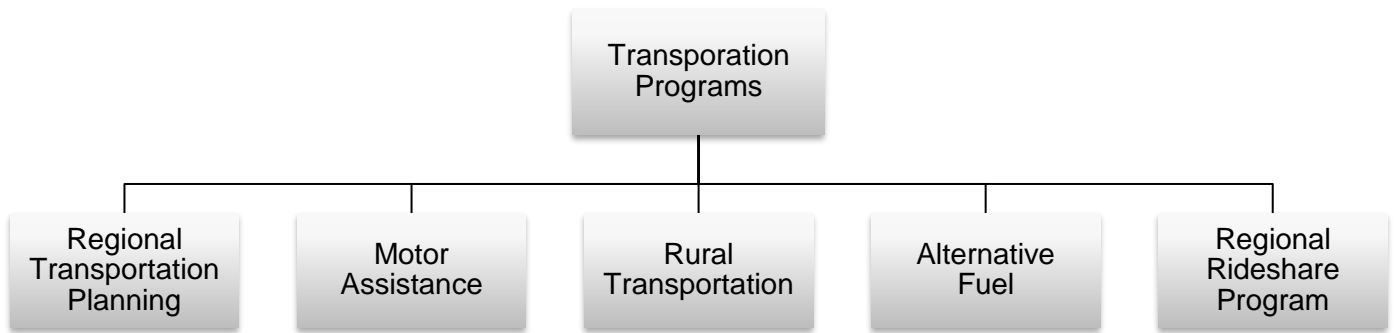 Transporation
Programs
Regional
Transportation
Planning
Motor
Assistance
Rural
Transportation
Alternative
Fuel
Regional
Rideshare
Program